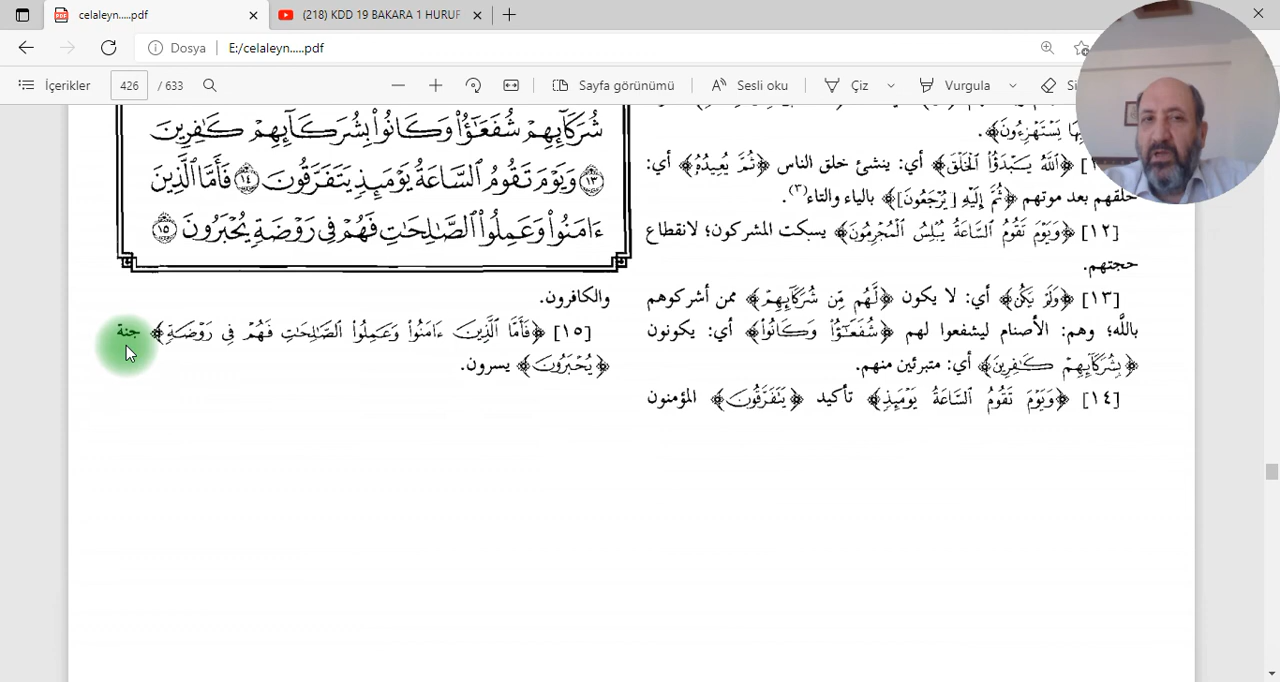 celaleyn.....pdf
(218) KDD 19 BAKARA 1 HURUF
Dosya
E:/celaleyn.....pdf
İçerikler
426
/ 633
Sayfa görünümü
Sesli oku
Çiz
Vurgula
شُرَكَآئِهِمْ شُفَعَٰٓؤُا۟ وَكَانُوا۟ بِشُرَكَآئِهِمْ كَٰفِرِينَ
﴿١٣﴾ وَيَوْمَ تَقُومُ ٱلسَّاعَةُ يَوْمَئِذٍ يَتَفَرَّقُونَ ﴿١٤﴾ فَأَمَّا ٱلَّذِينَ
ءَامَنُوا۟ وَعَمِلُوا۟ ٱلصَّٰلِحَٰتِ فَهُمْ فِى رَوْضَةٍ يُحْبَرُونَ ﴿١٥﴾
يَسْتَهْزِءُونَ﴾.
﴿ٱللَّهُ يَبْدَؤُا۟ ٱلْخَلْقَ﴾ أي: ينشئ خلق الناس ﴿ثُمَّ يُعِيدُهُۥ﴾ أي:
خلقهم بعد موتهم ﴿ثُمَّ إِلَيْهِ [يُرْجَعُونَ]﴾ بالياء والتاء(٣).
[١٢] ﴿وَيَوْمَ تَقُومُ ٱلسَّاعَةُ يُبْلِسُ ٱلْمُجْرِمُونَ﴾ يسكت المشركون؛ لانقطاع
حجتهم.
[١٣] ﴿وَلَمْ يَكُن﴾ أي: لا يكون ﴿لَّهُم مِّن شُرَكَآئِهِمْ﴾ ممن أشركوهم
بالله؛ وهم: الأصنام ليشفعوا لهم ﴿شُفَعَٰٓؤُا۟ وَكَانُوا۟﴾ أي: يكونون
﴿بِشُرَكَآئِهِمْ كَٰفِرِينَ﴾ أي: متبرئين منهم.
[١٤] ﴿وَيَوْمَ تَقُومُ ٱلسَّاعَةُ يَوْمَئِذٍ﴾ تأكيد ﴿يَتَفَرَّقُونَ﴾ المؤمنون
والكافرون.
[١٥] ﴿فَأَمَّا ٱلَّذِينَ ءَامَنُوا۟ وَعَمِلُوا۟ ٱلصَّٰلِحَٰتِ فَهُمْ فِى رَوْضَةٍ﴾ جنة
﴿يُحْبَرُونَ﴾ يسرون.